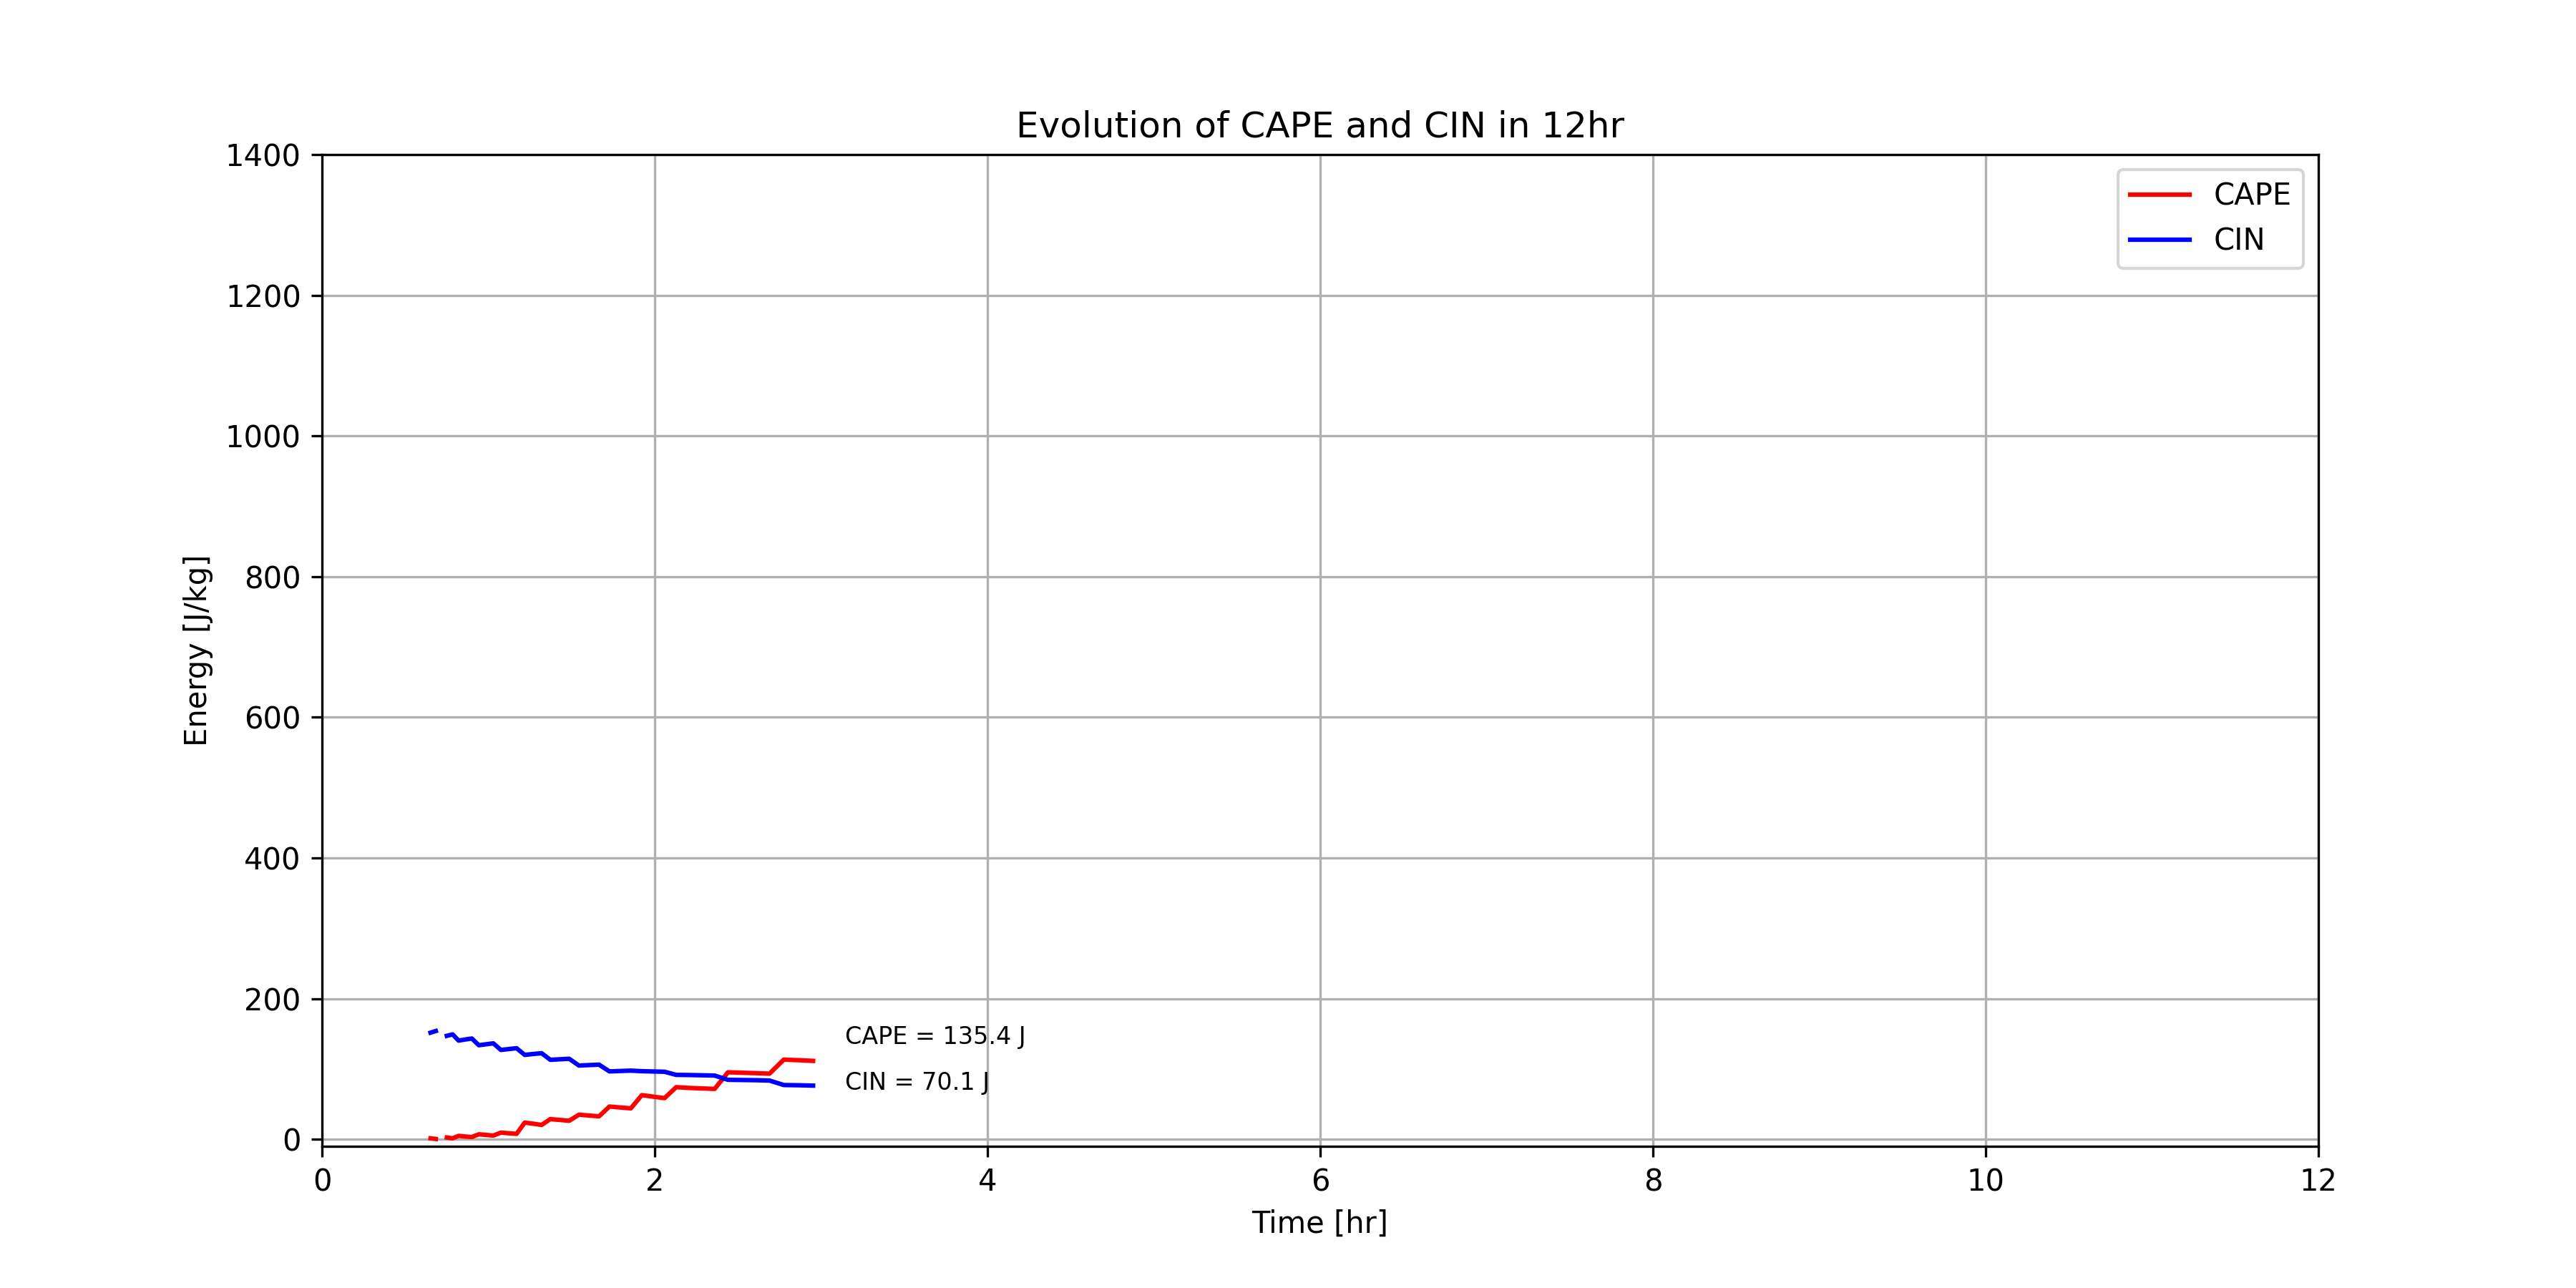 Evolution of CAPE and CIN in 12hr
1400
1200
1000
800
600
400
200
0
Energy [J/kg]
CAPE
CIN
CAPE = 135.4 J
CIN = 70.1 J
0 2 4 6 8 10 12
Time [hr]